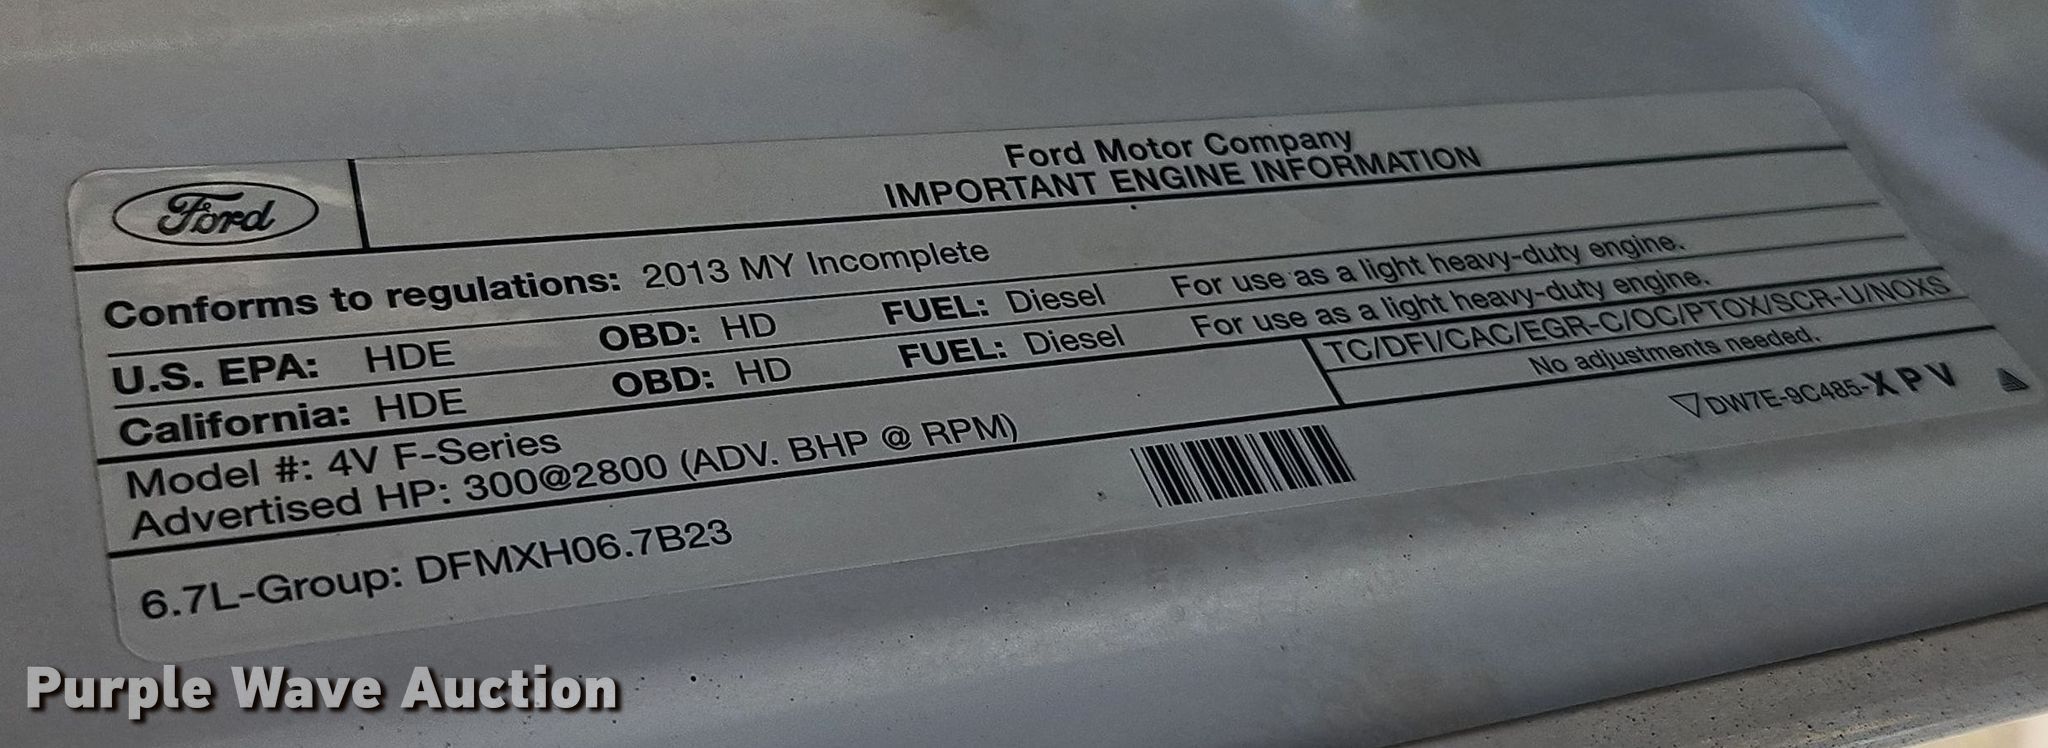 Ford
Ford Motor Company
IMPORTANT ENGINE INFORMATION
Conforms to regulations: 2013 MY Incomplete
U.S. EPA: HDE OBD: HD FUEL: Diesel For use as a light heavy-duty engine.
California: HDE OBD: HD FUEL: Diesel For use as a light heavy-duty engine.
Model #: 4V F-Series
TC/DFI/CAC/EGR-C/OC/PTOX/SCR-U/NOXS
Advertised HP: 300@2800 (ADV. BHP @ RPM)
No adjustments needed.
6.7L-Group: DFMXH06.7B23
DW7E-9C485-XPV
Purple Wave Auction